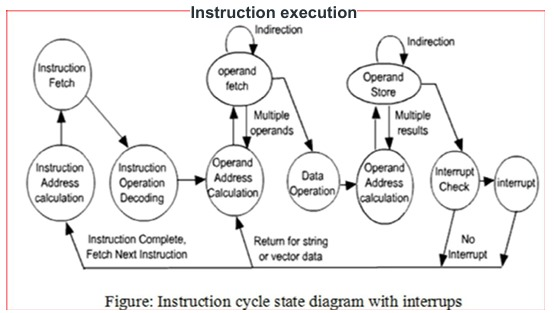 Instruction execution
Indirection
Indirection
Instruction
Fetch
operand
fetch
Operand
Store
Multiple
operands
Multiple
results
Instruction
Address
calculation
Instruction
Operation
Decoding
Operand
Address
Calculation
Data
Operation
Operand
Address
calculation
Interrupt
Check
interrupt
Instruction Complete,
Fetch Next Instruction
Return for string
or vector data
No
Interrupt
Figure: Instruction cycle state diagram with interrups